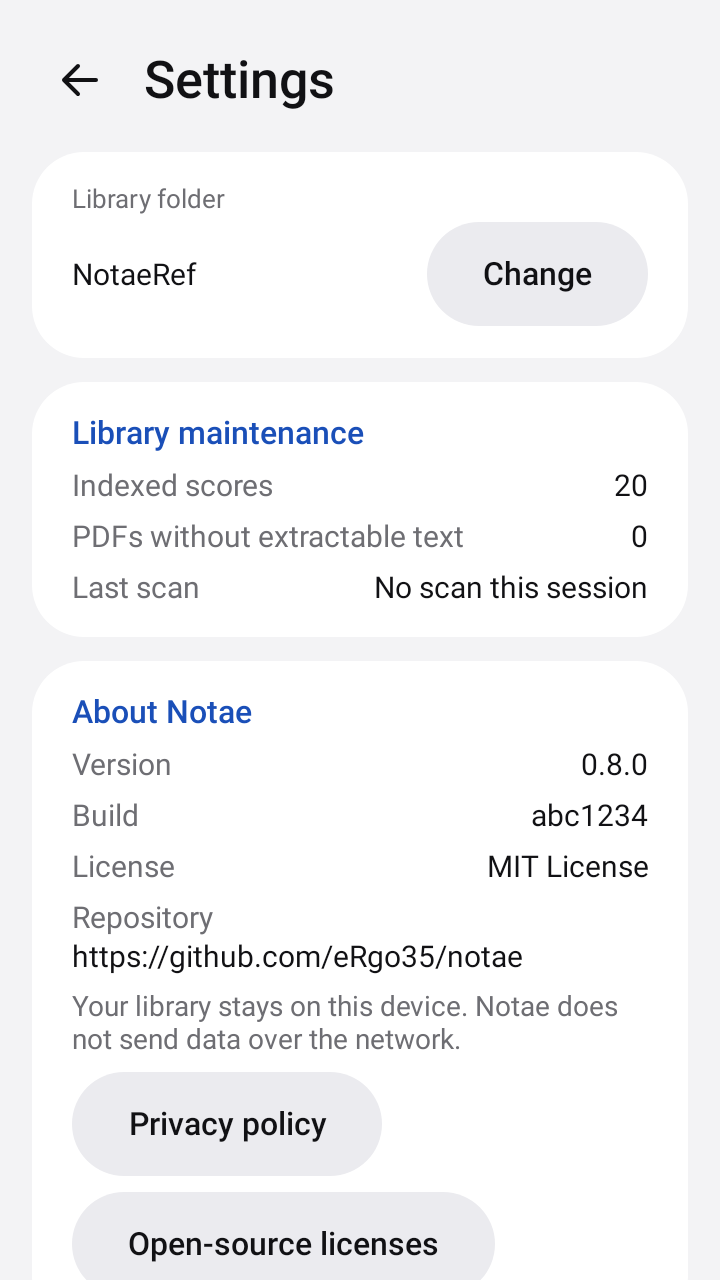 Settings
Library folder
NotaeRef
Change
Library maintenance
Indexed scores 20
PDFs without extractable text 0
Last scan No scan this session
About Notae
Version 0.8.0
Build abc1234
License MIT License
Repository
https://github.com/eRgo35/notae
Your library stays on this device. Notae does
not send data over the network.
Privacy policy
Open-source licenses